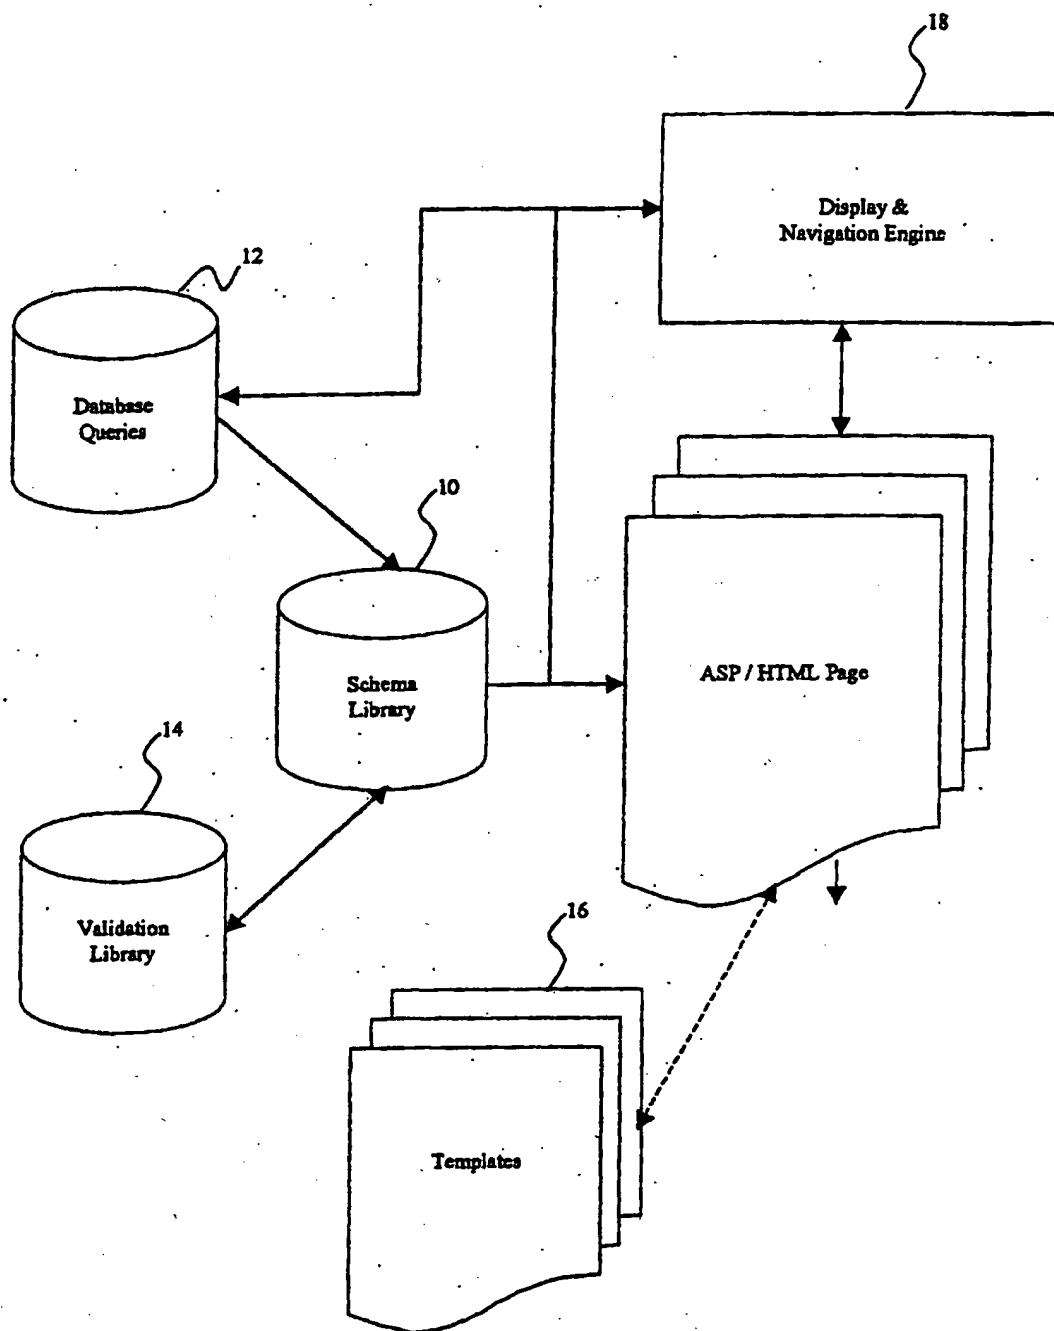 18
Display &
Navigation Engine
12
Database
Queries
10
Schema
Library
ASP / HTML Page
14
Validation
Library
16
Templates